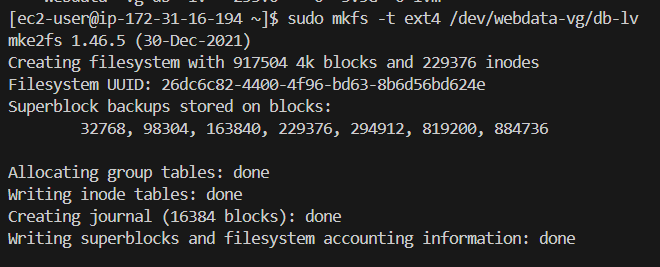 [ec2-user@ip-172-31-16-194 ~]$ sudo mkfs -t ext4 /dev/webdata-vg/db-lv
mke2fs 1.46.5 (30-Dec-2021)
Creating filesystem with 917504 4k blocks and 229376 inodes
Filesystem UUID: 26dc6c82-4400-4f96-bd63-8b6d56bd624e
Superblock backups stored on blocks:
        32768, 98304, 163840, 229376, 294912, 819200, 884736

Allocating group tables: done
Writing inode tables: done
Creating journal (16384 blocks): done
Writing superblocks and filesystem accounting information: done